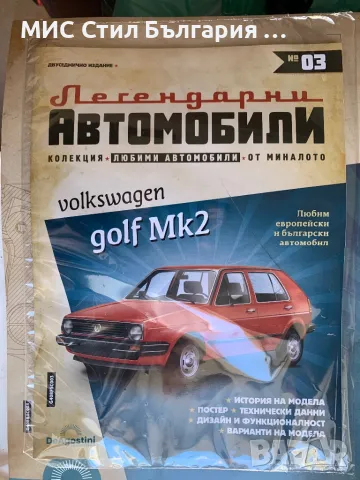 МИС Стил България ...
ДВУСЕДМИЧНО ИЗДАНИЕ
№ 03
Легендарни
АВТОМОБИЛИ
КОЛЕКЦИЯ • ЛЮБИМИ АВТОМОБИЛИ • ОТ МИНАЛОТО
volkswagen
golf Mk2
Любим
европейски
и български
автомобил
• ИСТОРИЯ НА МОДЕЛА
• ПОСТЕР • ТЕХНИЧЕСКИ ДАННИ
• ДИЗАЙН И ФУНКЦИОНАЛНОСТ
• ВАРИАНТИ НА МОДЕЛА
DeAgostini
bazar